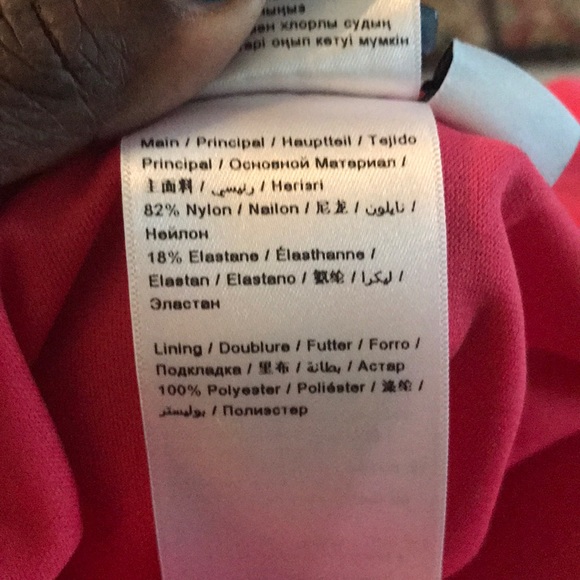 хлорлы судың
әрі оңып кетуі мүмкін
Main / Principal / Hauptteil / Tejido
Principal / Основной Материал /
主面料 / رئيسي / Negізгі
82% Nylon / Nailon / 尼龙 / نايلون /
Нейлон
18% Elastane / Élasthanne /
Elastan / Elastano / 氨纶 / ليكرا /
Эластан
Lining / Doublure / Futter / Forro /
Подкладка / 里布 / بطانة / Астар
100% Polyester / Poliéster / 涤纶 /
بوليستر / Полиэстер